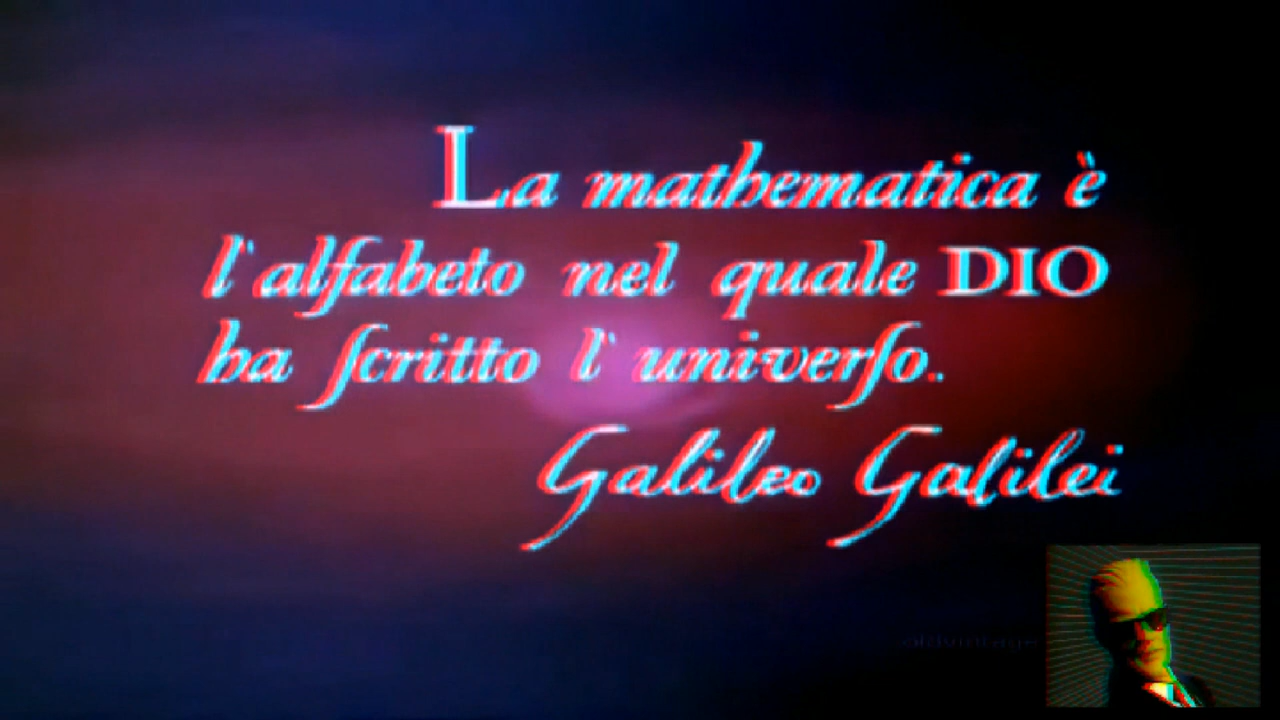 La mathematica è
l'alfabeto nel quale DIO
ha ſcritto l' univerſo.
Galileo Galilei